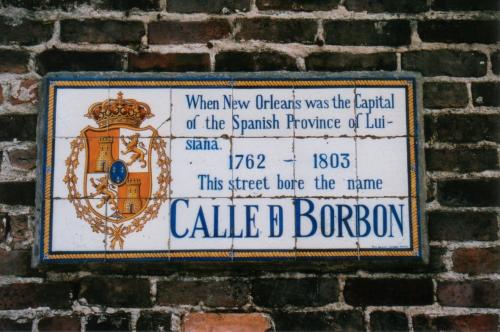 When New Orleans was the Capital
of the Spanish Province of Lui-
siana.
1762 - 1803
This street bore the name
CALLE D BORBON